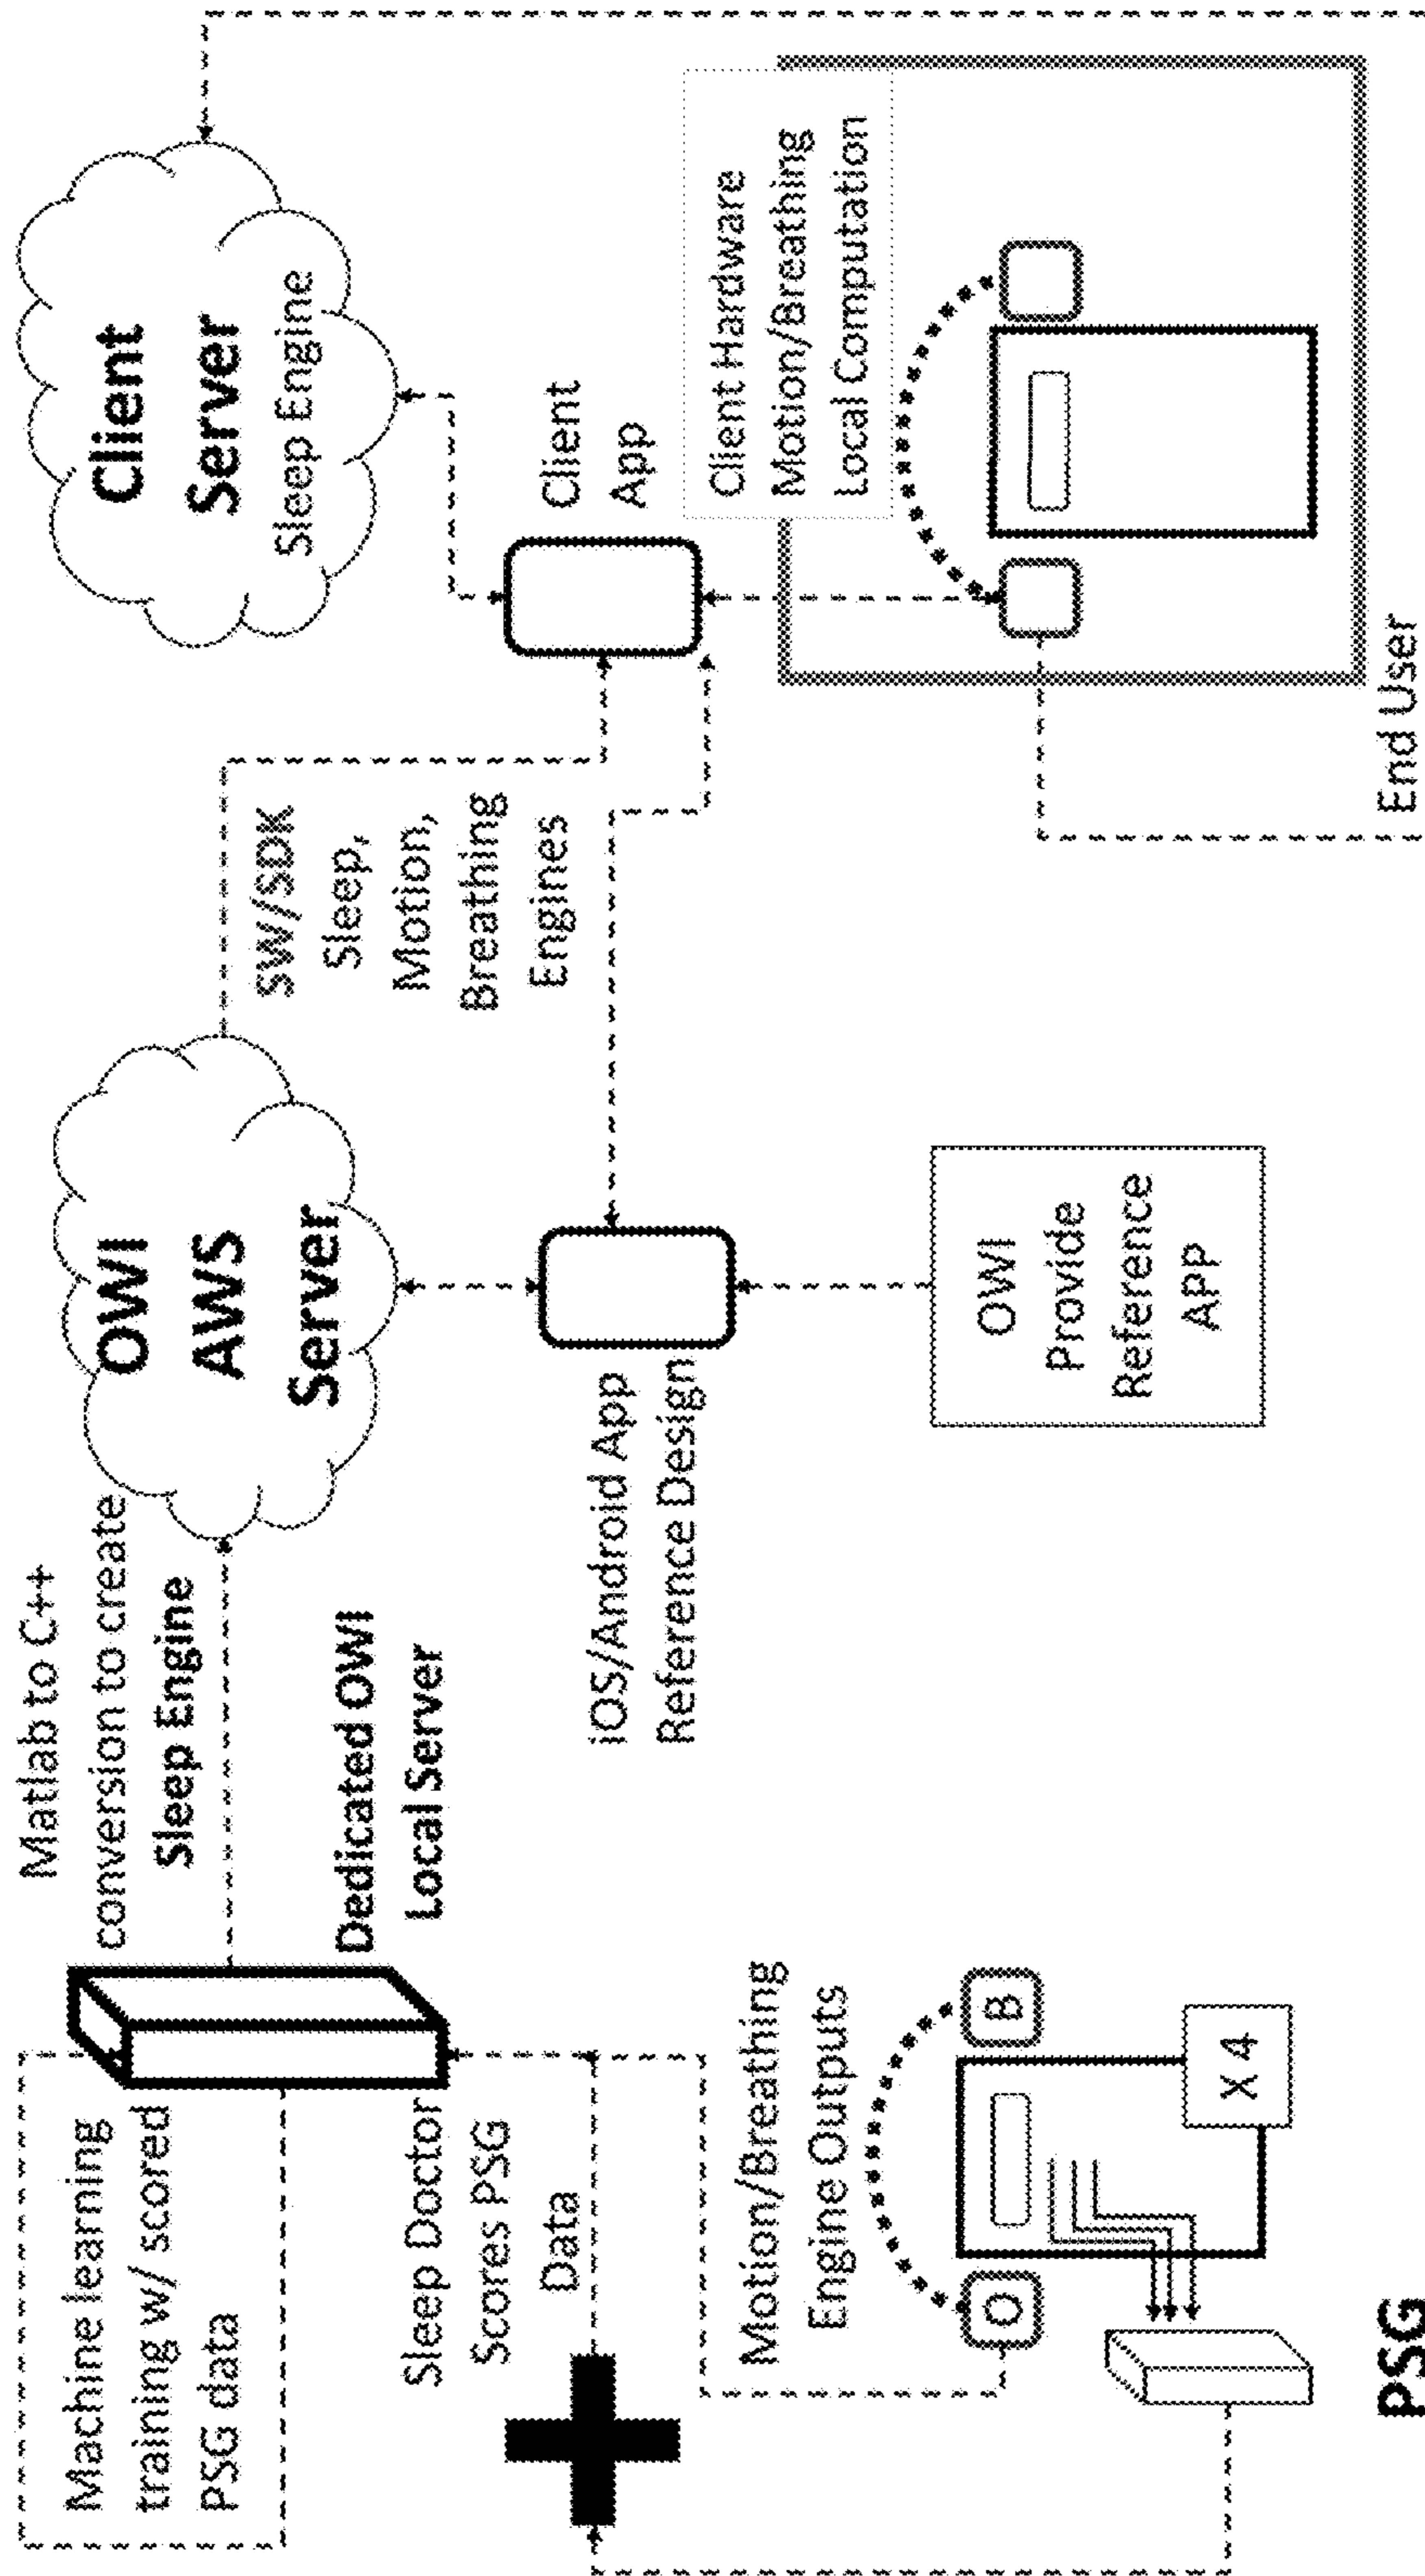 Machine learning
training w/ scored
PSG data
Matlab to C++
conversion to create
Sleep Engine
Dedicated OWI
Local Server
Sleep Doctor
Scores PSG
Data
Motion/Breathing
Engine Outputs
O
B
X 4
PSG
OWI
AWS
Server
iOS/Android App
Reference Design
OWI
Provide
Reference
APP
SW/SDK
Sleep,
Motion,
Breathing
Engines
Client
Server
Sleep Engine
Client
App
Client Hardware
Motion/Breathing
Local Computation
End User